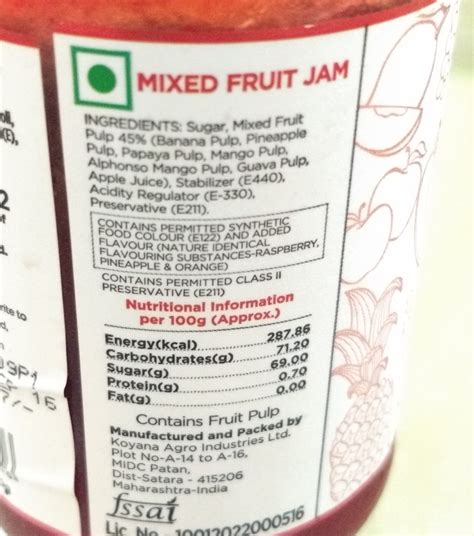 MIXED FRUIT JAM
INGREDIENTS: Sugar, Mixed Fruit
Pulp 45% (Banana Pulp, Pineapple
Pulp, Papaya Pulp, Mango Pulp,
Alphonso Mango Pulp, Guava Pulp,
Apple Juice), Stabilizer (E440),
Acidity Regulator (E-330),
Preservative (E211).
CONTAINS PERMITTED SYNTHETIC
FOOD COLOUR (E122) AND ADDED
FLAVOUR (NATURE IDENTICAL
FLAVOURING SUBSTANCES-RASPBERRY,
PINEAPPLE & ORANGE)
CONTAINS PERMITTED CLASS II
PRESERVATIVE (E211)
Nutritional Information
per 100g (Approx.)
Energy(kcal)..................287.86
Carbohydrates(g)..........71.20
Sugar(g).........................69.00
Protein(g).......................0.70
Fat(g).............................0.00
Contains Fruit Pulp
Manufactured and Packed by
Koyana Agro Industries Ltd.
Plot No-A-14 to A-16,
MIDC Patan,
Dist-Satara - 415206
Maharashtra-India
fssai
Lic. No 10012022000516